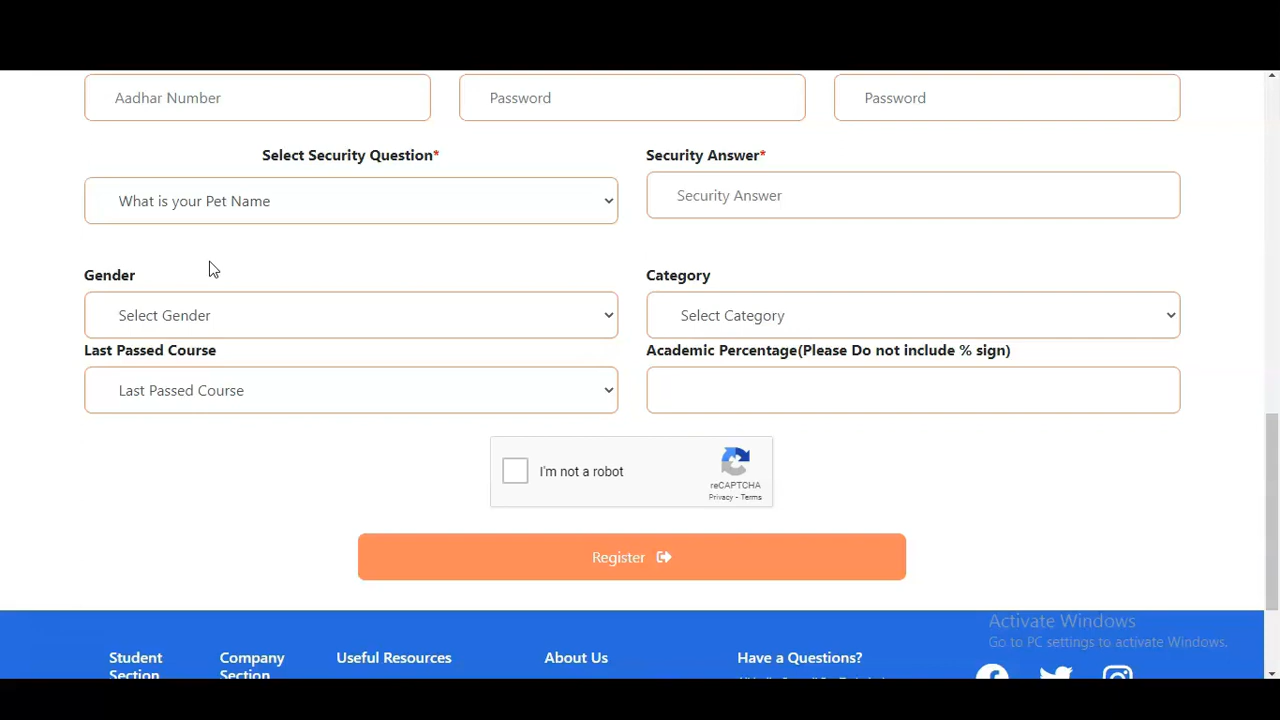 Aadhar Number Password Password
Select Security Question* Security Answer*
What is your Pet Name Security Answer
Gender Category
Select Gender Select Category
Last Passed Course Academic Percentage(Please Do not include % sign)
Last Passed Course
I'm not a robot
reCAPTCHA
Privacy - Terms
Register
Activate Windows
Go to PC settings to activate Windows.
Student Section Company Section Useful Resources About Us Have a Questions?